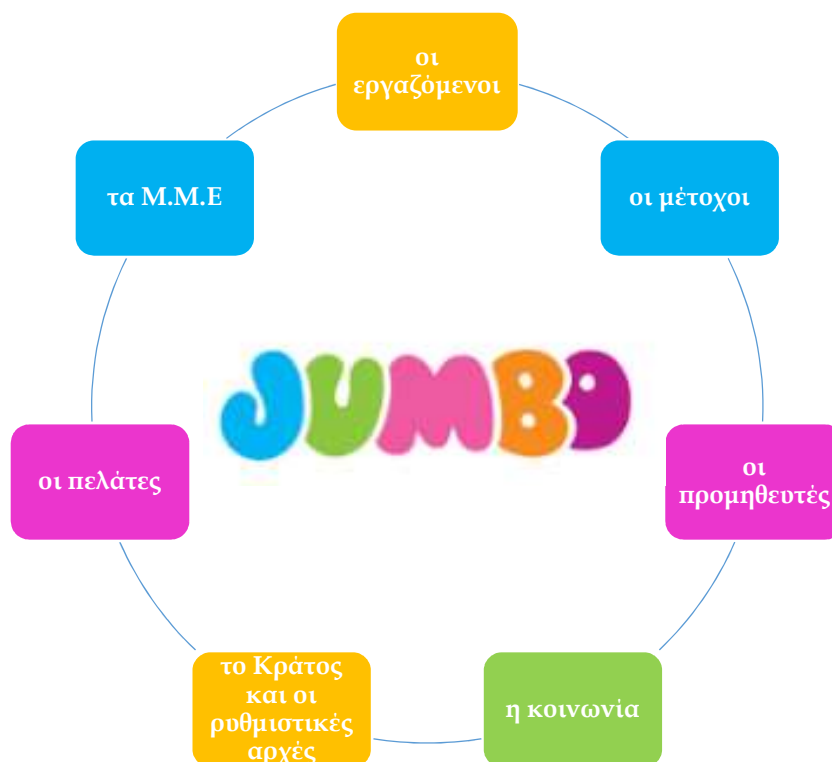 οι
εργαζόμενοι
τα Μ.Μ.Ε
οι μέτοχοι
JUMBO
οι πελάτες
οι
προμηθευτές
το Κράτος
και οι
ρυθμιστικές
αρχές
η κοινωνία